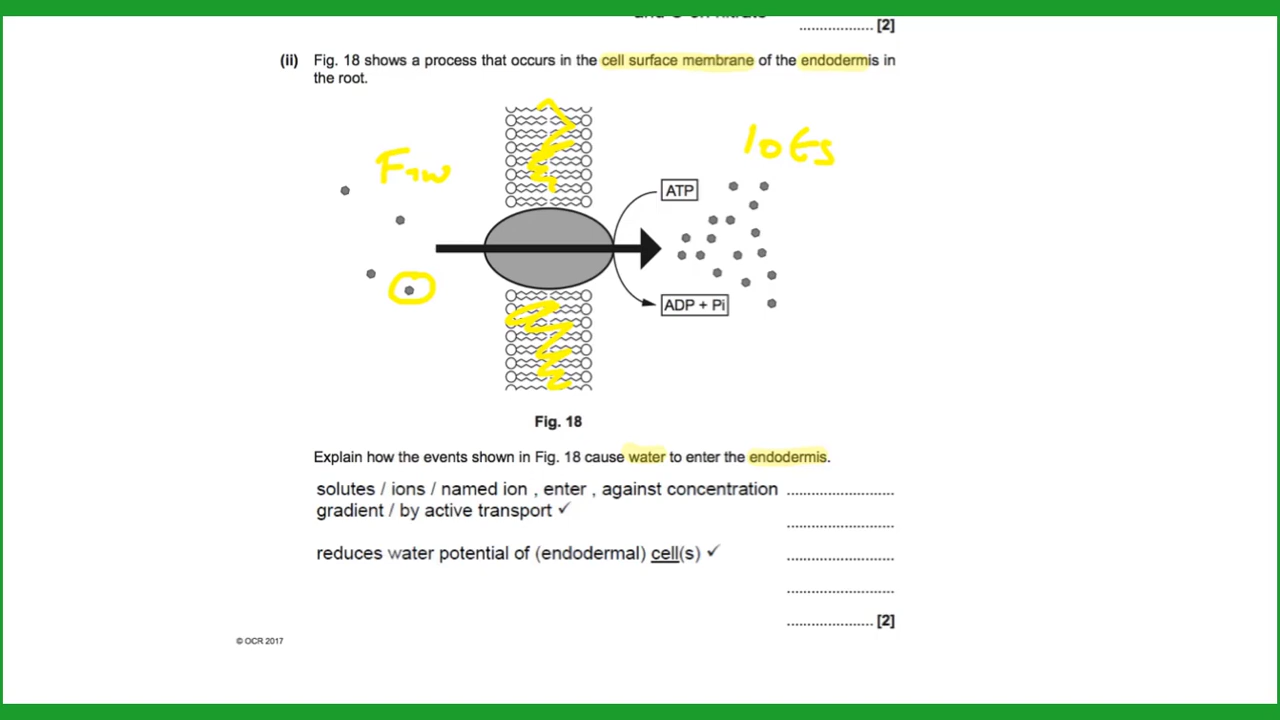 and C on nitrate
.................. [2]
(ii) Fig. 18 shows a process that occurs in the cell surface membrane of the endodermis in
the root.
Few
lots
ATP
ADP + Pi
Fig. 18
Explain how the events shown in Fig. 18 cause water to enter the endodermis.
solutes / ions / named ion , enter , against concentration ..........................
gradient / by active transport ✓
..........................
reduces water potential of (endodermal) cell(s) ✓ ..........................
..........................
..................... [2]
© OCR 2017